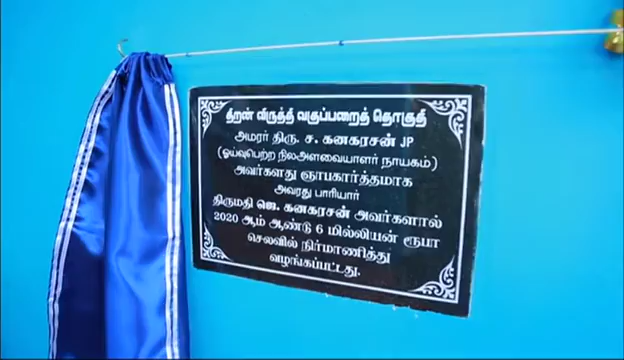 திறன் விருத்தி வகுப்பறைத் தொகுதி
அமரர் திரு. ச. கனகரசன் JP
(ஓய்வுபெற்ற நிலஅளவையாளர் நாயகம்)
அவர்களது ஞாபகார்த்தமாக
அவரது பாரியார்
திருமதி ஜெ. கனகரசன் அவர்களால்
2020 ஆம் ஆண்டு 6 மில்லியன் ரூபா
செலவில் நிர்மாணித்து
வழங்கப்பட்டது.